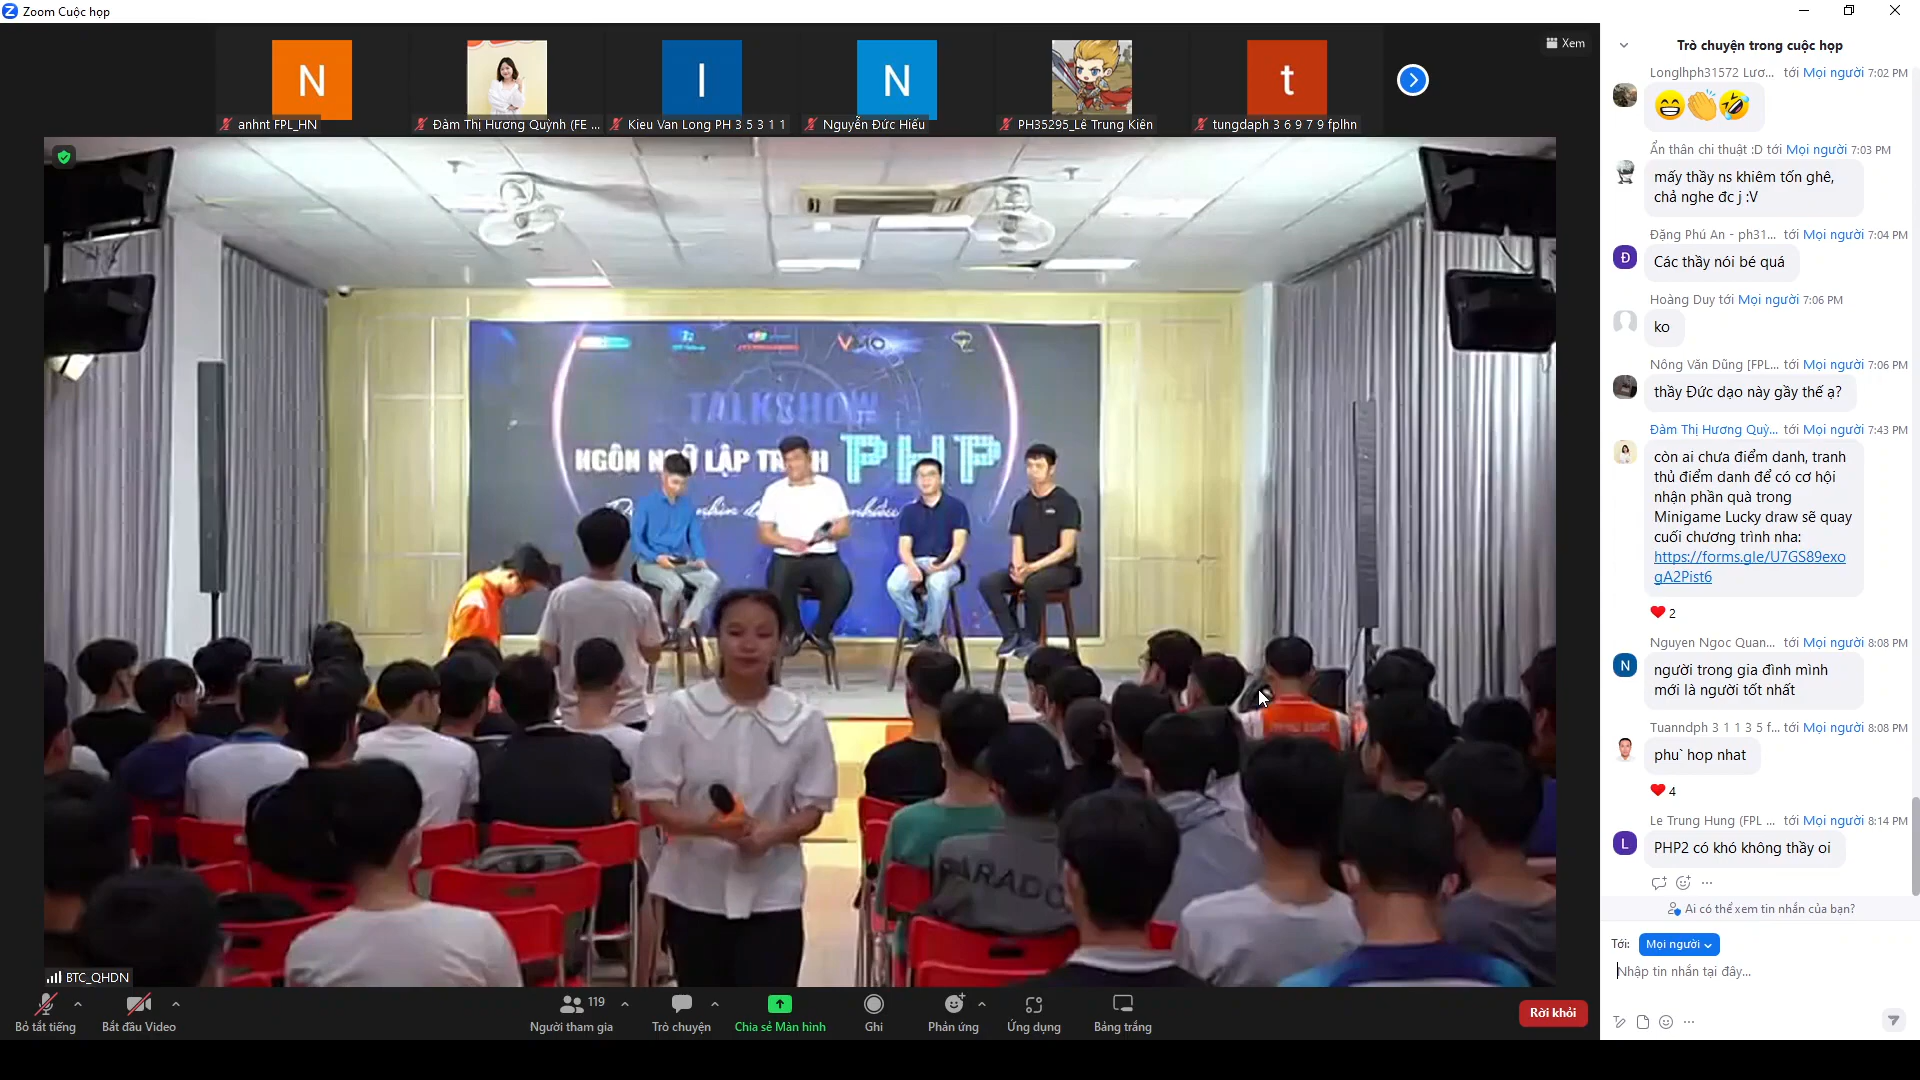 Zoom Cuộc họp
Xem
N
anhnt FPL_HN
Đàm Thị Hương Quỳnh (FE ...
I
Kieu Van Long PH 3 5 3 1 1
N
Nguyễn Đức Hiếu
PH35295_Lê Trung Kiên
t
tungdaph 3 6 9 7 9 fplhn
TALKSHOW
NGÔN NGỮ LẬP TRÌNH PHP
PARADO
BTC_QHDN
Bỏ tắt tiếng
Bắt đầu Video
119
Người tham gia
Trò chuyện
Chia sẻ Màn hình
Ghi
Phản ứng
Ứng dụng
Bảng trắng
Rời khỏi
Trò chuyện trong cuộc họp
Longlhph31572 Lươ... tới Mọi người 7:02 PM
Ẩn thân chi thuật :D tới Mọi người 7:03 PM
mấy thầy ns khiêm tốn ghê,
chả nghe đc j :V
Đặng Phú An - ph31... tới Mọi người 7:04 PM
Đ
Các thầy nói bé quá
Hoàng Duy tới Mọi người 7:06 PM
ko
Nông Văn Dũng [FPL... tới Mọi người 7:06 PM
thầy Đức dạo này gầy thế ạ?
Đàm Thị Hương Quỳ... tới Mọi người 7:43 PM
còn ai chưa điểm danh, tranh
thủ điểm danh để có cơ hội
nhận phần quà trong
Minigame Lucky draw sẽ quay
cuối chương trình nha:
https://forms.gle/U7GS89exo
gA2Pist6
2
Nguyen Ngoc Quan... tới Mọi người 8:08 PM
N
người trong gia đình mình
mới là người tốt nhất
Tuanndph 3 1 1 3 5 f... tới Mọi người 8:08 PM
phu` hop nhat
4
Le Trung Hung (FPL ... tới Mọi người 8:14 PM
L
PHP2 có khó không thầy oi
Ai có thể xem tin nhắn của bạn?
Tới: Mọi người
Nhập tin nhắn tại đây...